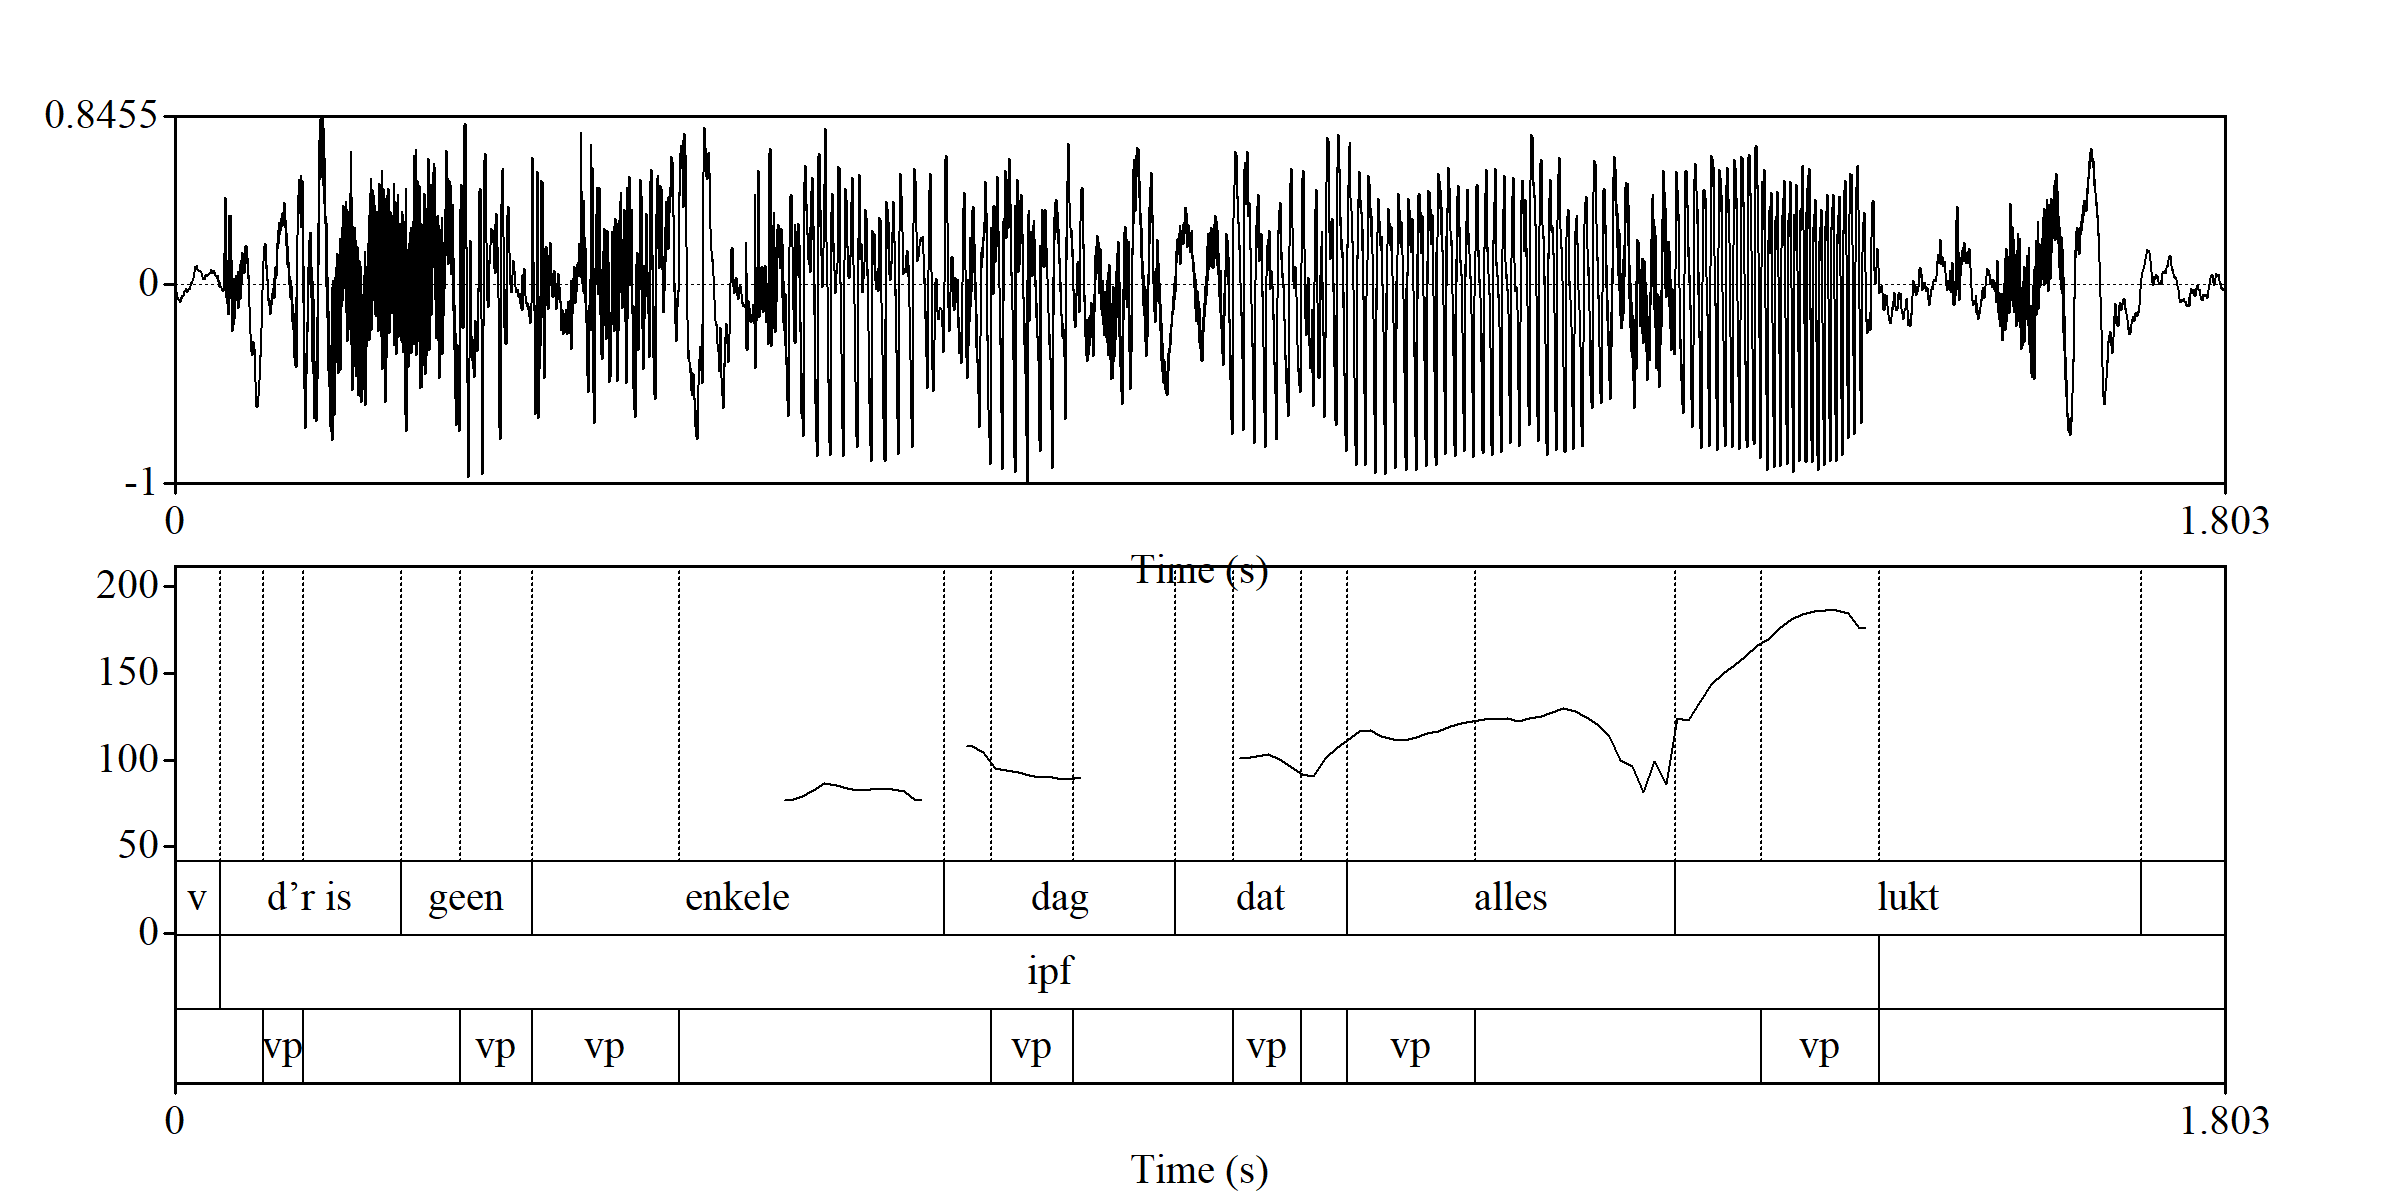 0.8455
0
-1
0 1.803
Time (s)
200
150
100
50
0
v d’r is geen enkele dag dat alles lukt
ipf
vp vp vp vp vp vp vp
0 1.803
Time (s)